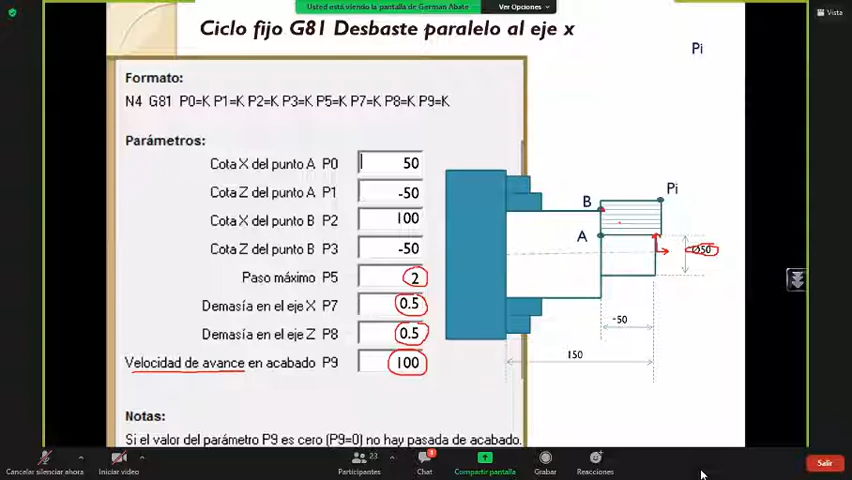 Usted está viendo la pantalla de German Abate
Ver Opciones
Vista
Ciclo fijo G81 Desbaste paralelo al eje x
Pi
Formato:
N4 G81 P0=K P1=K P2=K P3=K P5=K P7=K P8=K P9=K
Parámetros:
Cota X del punto A P0 50
Cota Z del punto A P1 -50
Cota X del punto B P2 100
Cota Z del punto B P3 -50
Paso máximo P5 2
Demasía en el eje X P7 0.5
Demasía en el eje Z P8 0.5
Velocidad de avance en acabado P9 100
B
Pi
A
Ø50
-50
150
Notas:
Si el valor del parámetro P9 es cero (P9=0) no hay pasada de acabado.
Cancelar silenciar ahora
Iniciar video
Participantes
23
Chat
Compartir pantalla
Grabar
Reacciones
Salir